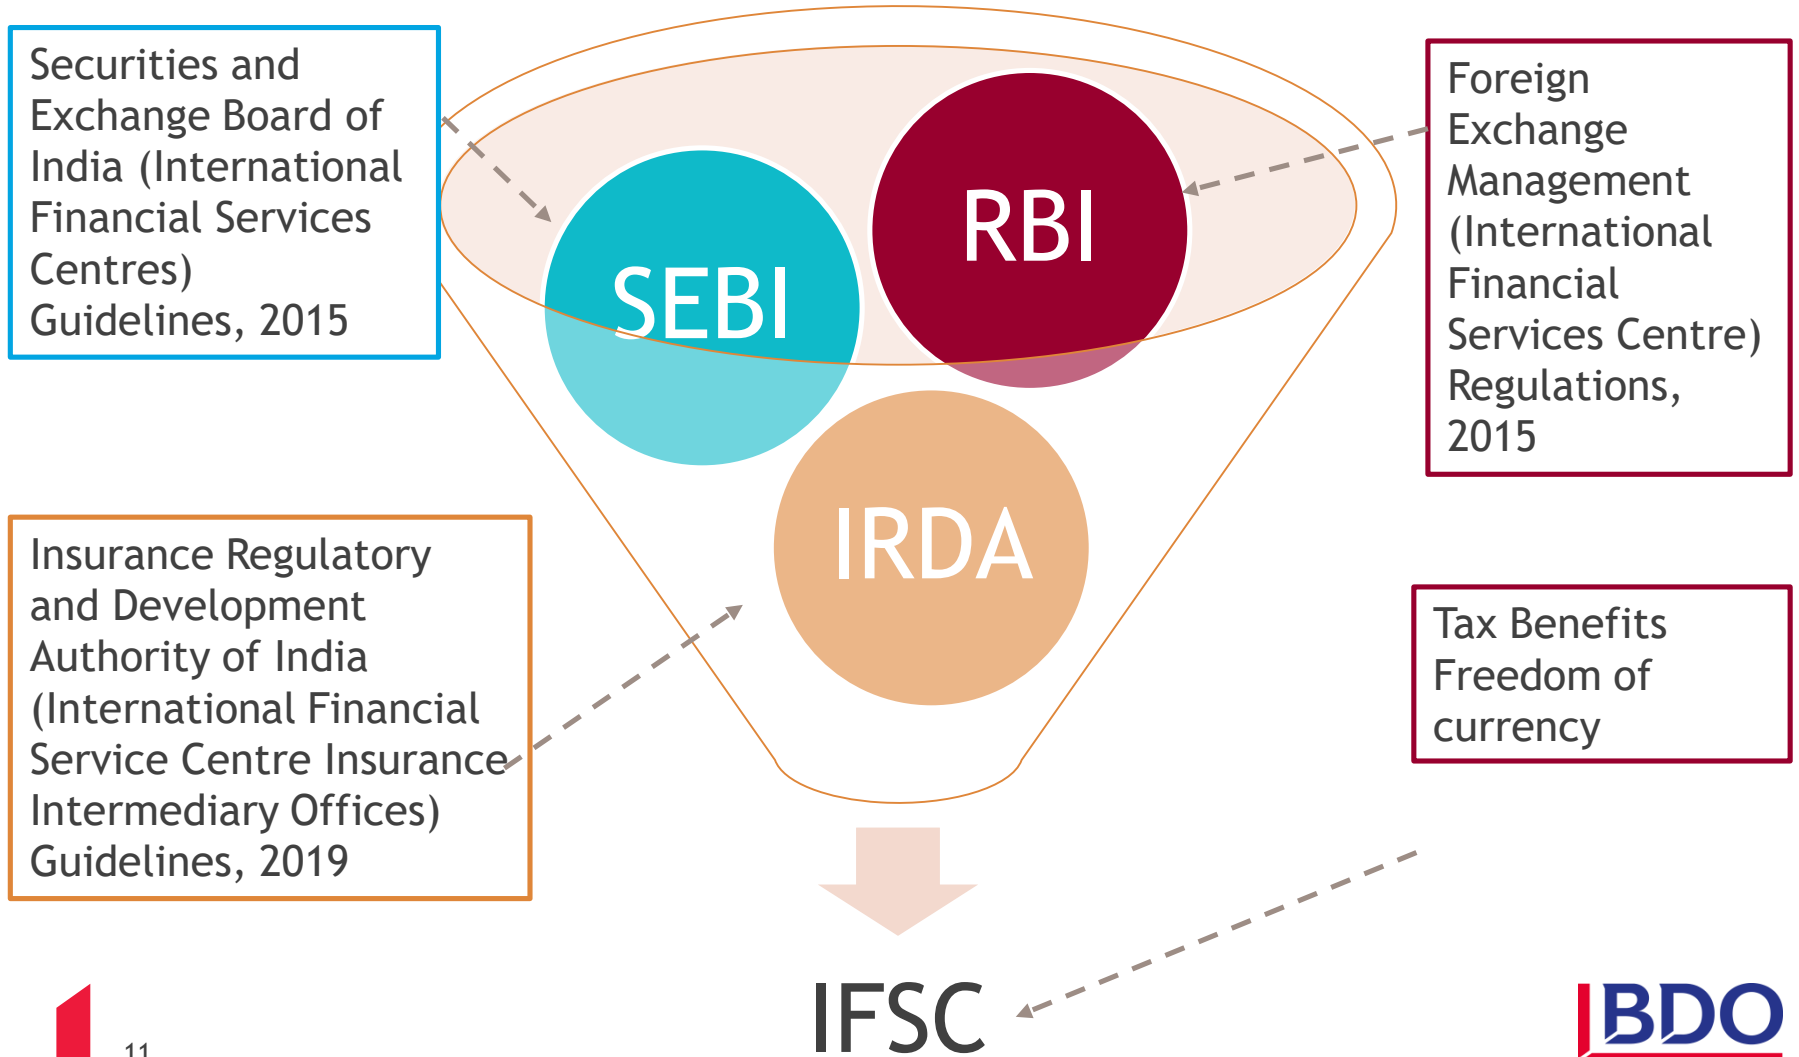 Securities and
Exchange Board of
India (International
Financial Services
Centres)
Guidelines, 2015
SEBI
RBI
IRDA
Foreign
Exchange
Management
(International
Financial
Services Centre)
Regulations,
2015
Insurance Regulatory
and Development
Authority of India
(International Financial
Service Centre Insurance
Intermediary Offices)
Guidelines, 2019
Tax Benefits
Freedom of
currency
IFSC
11
BDO